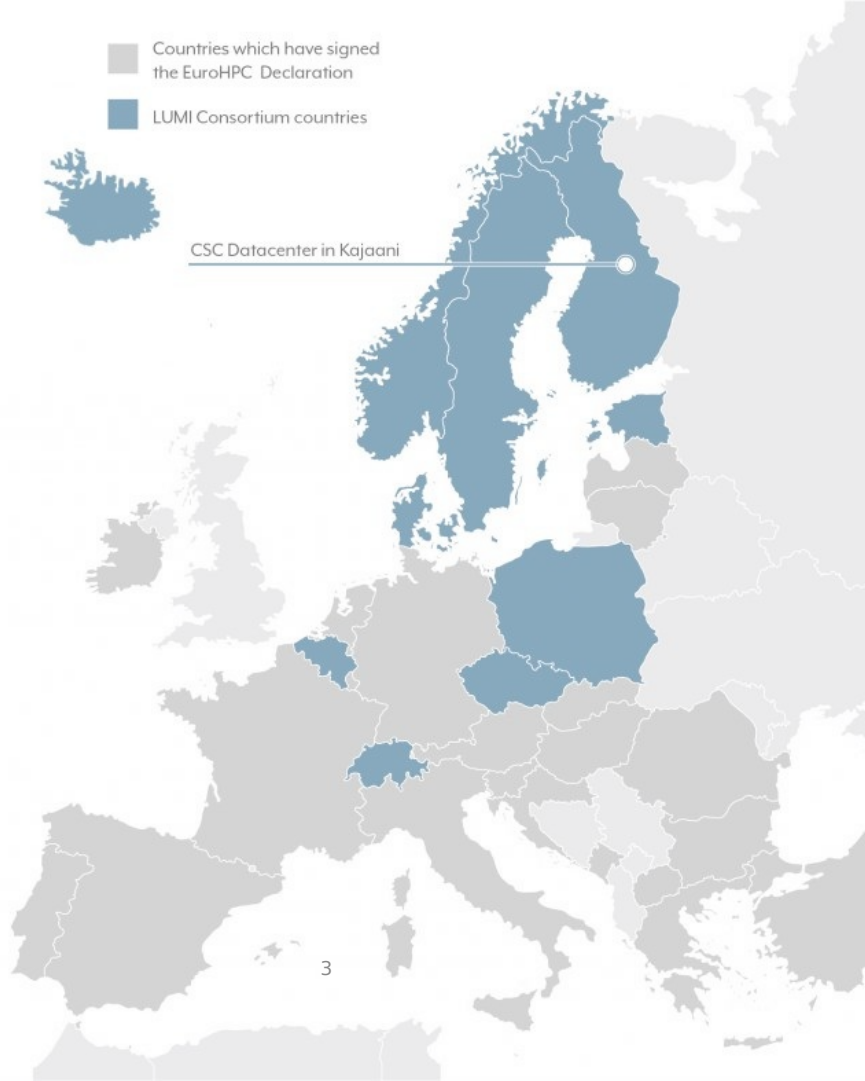 Countries which have signed
the EuroHPC Declaration
LUMI Consortium countries
CSC Datacenter in Kajaani
3